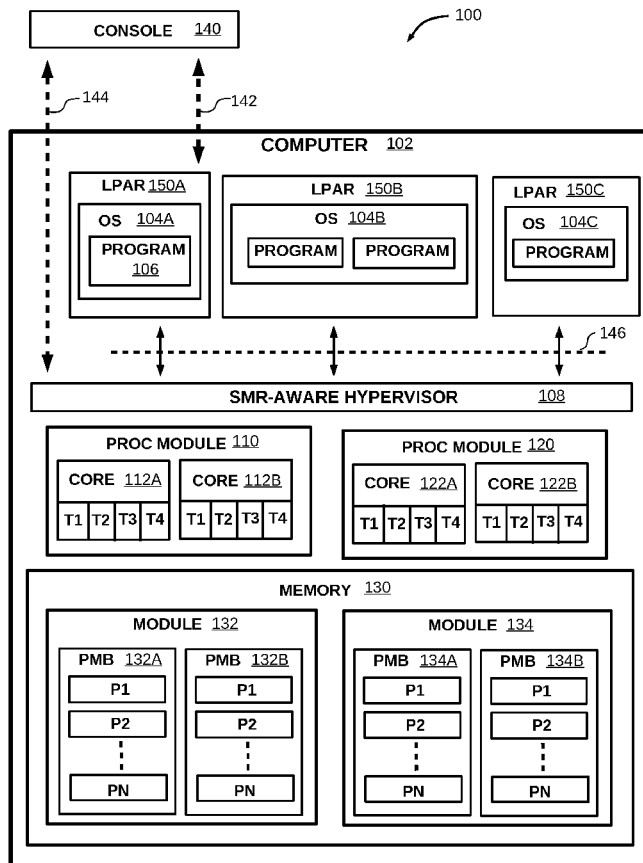 CONSOLE 140
100
144
142
COMPUTER 102
LPAR 150A
OS 104A
PROGRAM
106
LPAR 150B
OS 104B
PROGRAM PROGRAM
LPAR 150C
OS 104C
PROGRAM
146
SMR-AWARE HYPERVISOR 108
PROC MODULE 110
CORE 112A CORE 112B
T1 T2 T3 T4 T1 T2 T3 T4
PROC MODULE 120
CORE 122A CORE 122B
T1 T2 T3 T4 T1 T2 T3 T4
MEMORY 130
MODULE 132
PMB 132A PMB 132B
P1 P1
P2 P2
PN PN
MODULE 134
PMB 134A PMB 134B
P1 P1
P2 P2
PN PN